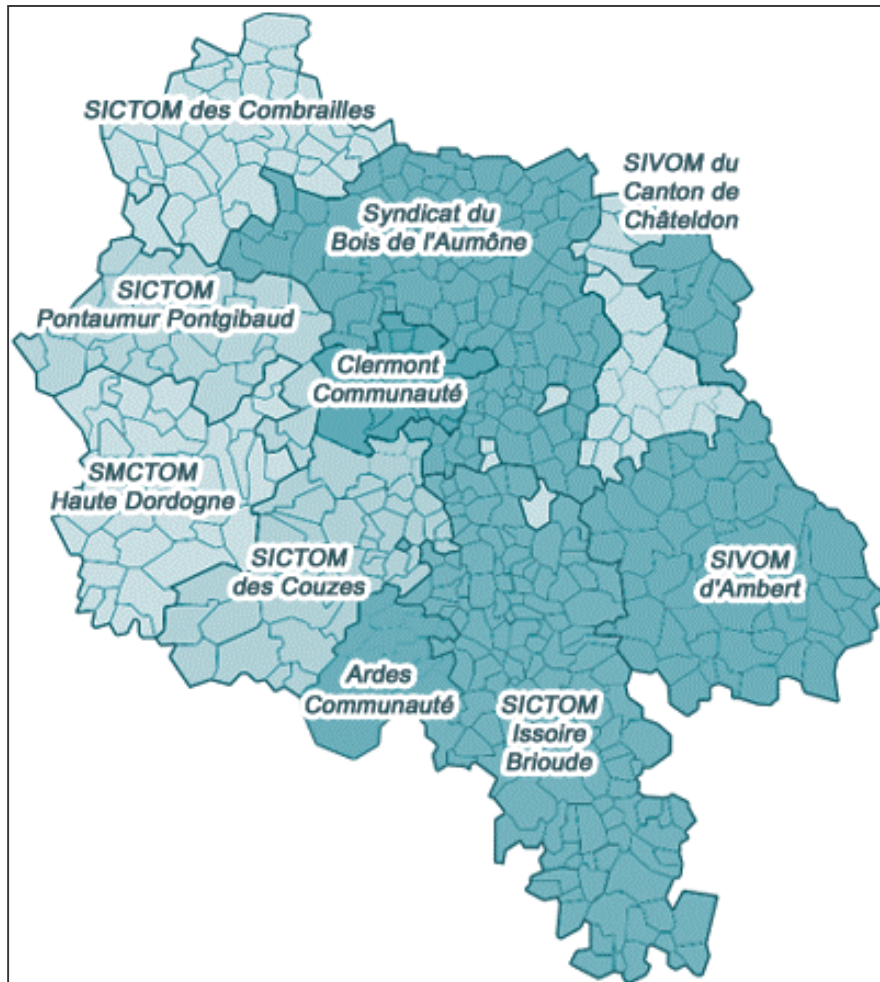 SICTOM des Combrailles
SIVOM du
Canton de
Châteldon
Syndicat du
Bois de l'Aumône
SICTOM
Pontaumur Pontgibaud
Clermont
Communauté
SMCTOM
Haute Dordogne
SICTOM
des Couzes
SIVOM
d'Ambert
Ardes
Communauté
SICTOM
Issoire
Brioude